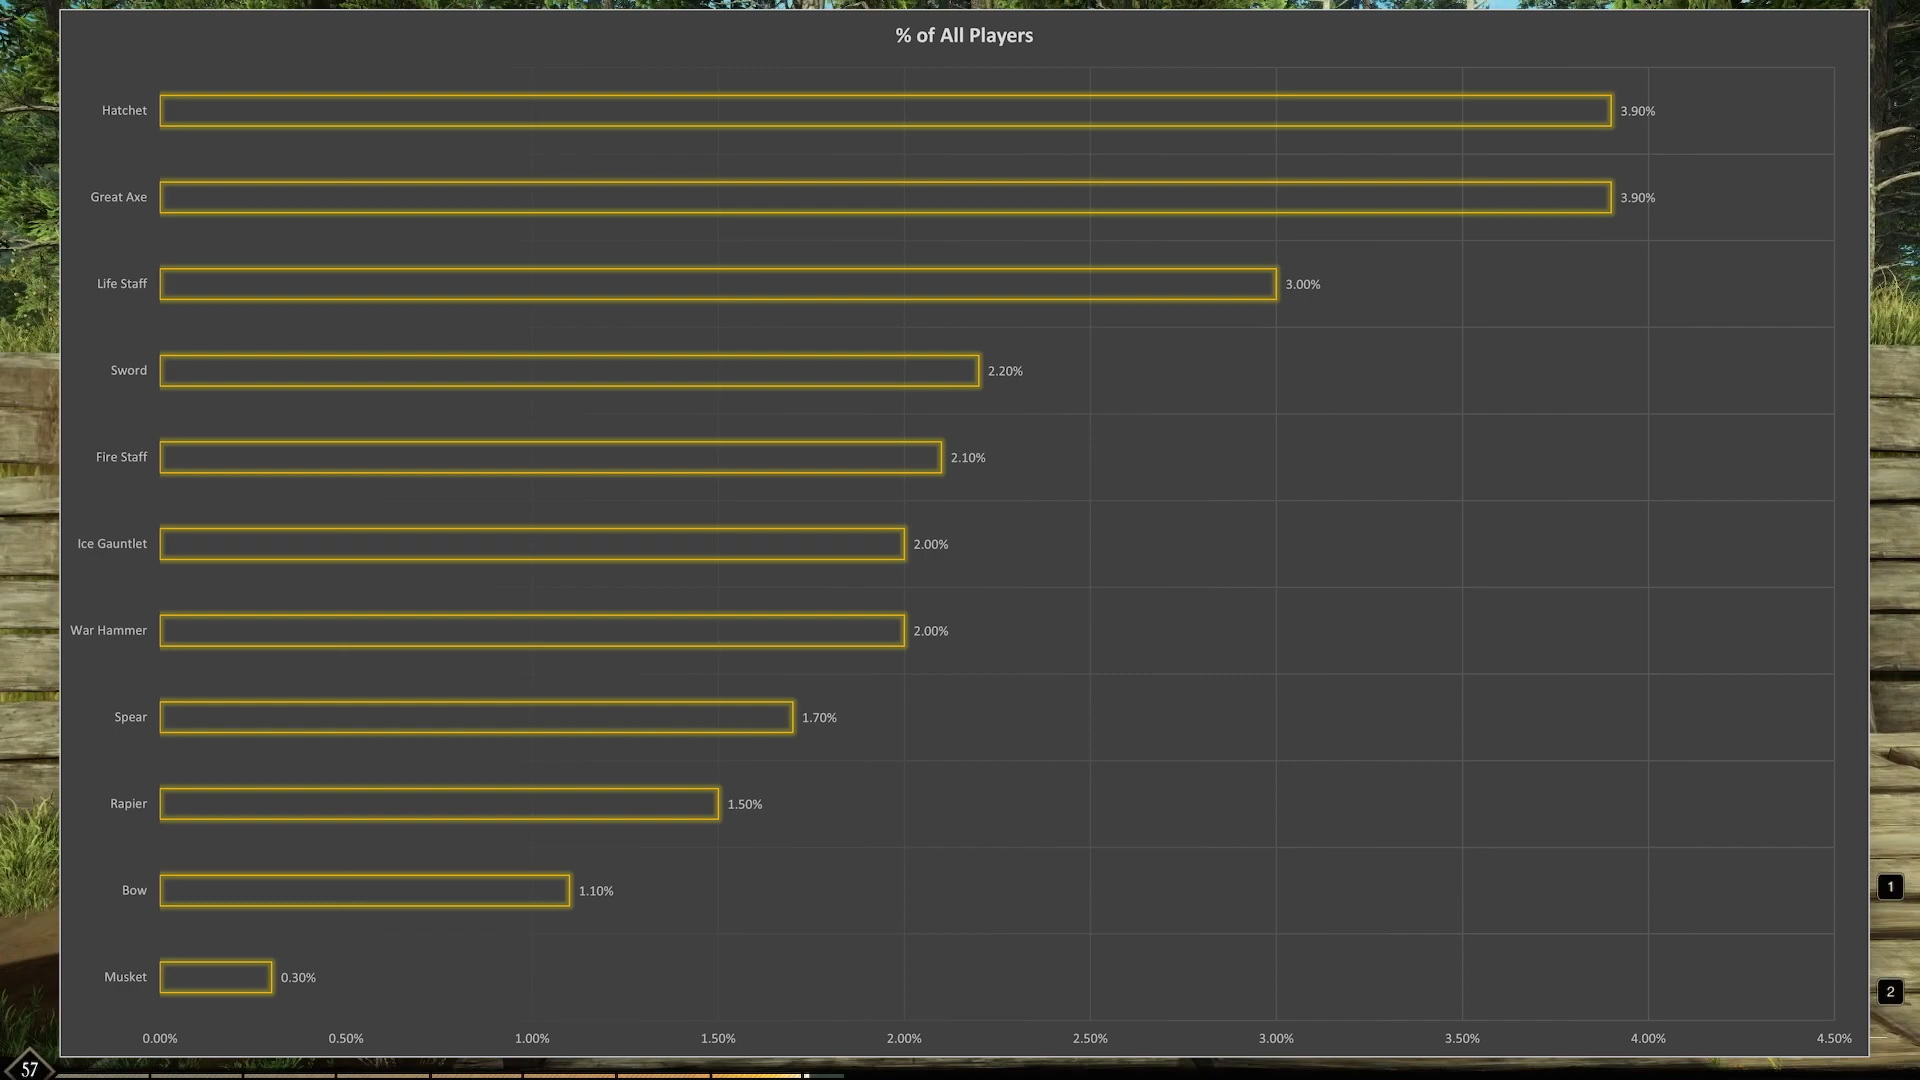 % of All Players
Hatchet 3.90%
Great Axe 3.90%
Life Staff 3.00%
Sword 2.20%
Fire Staff 2.10%
Ice Gauntlet 2.00%
War Hammer 2.00%
Spear 1.70%
Rapier 1.50%
Bow 1.10%
1
Musket 0.30%
2
0.00% 0.50% 1.00% 1.50% 2.00% 2.50% 3.00% 3.50% 4.00% 4.50%
57